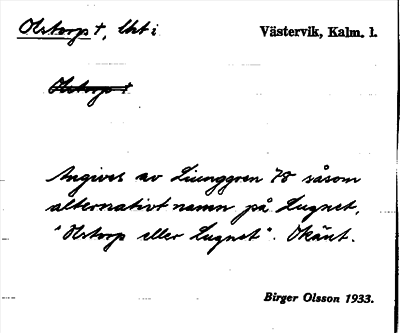 Olstorp †, lht i
Västervik, Kalm. l.
Olstorp †
Angives av Ljunggren 78 såsom
alternativt namn på Lugnet,
"Olstorp eller Lugnet". Okänt.
Birger Olsson 1933.